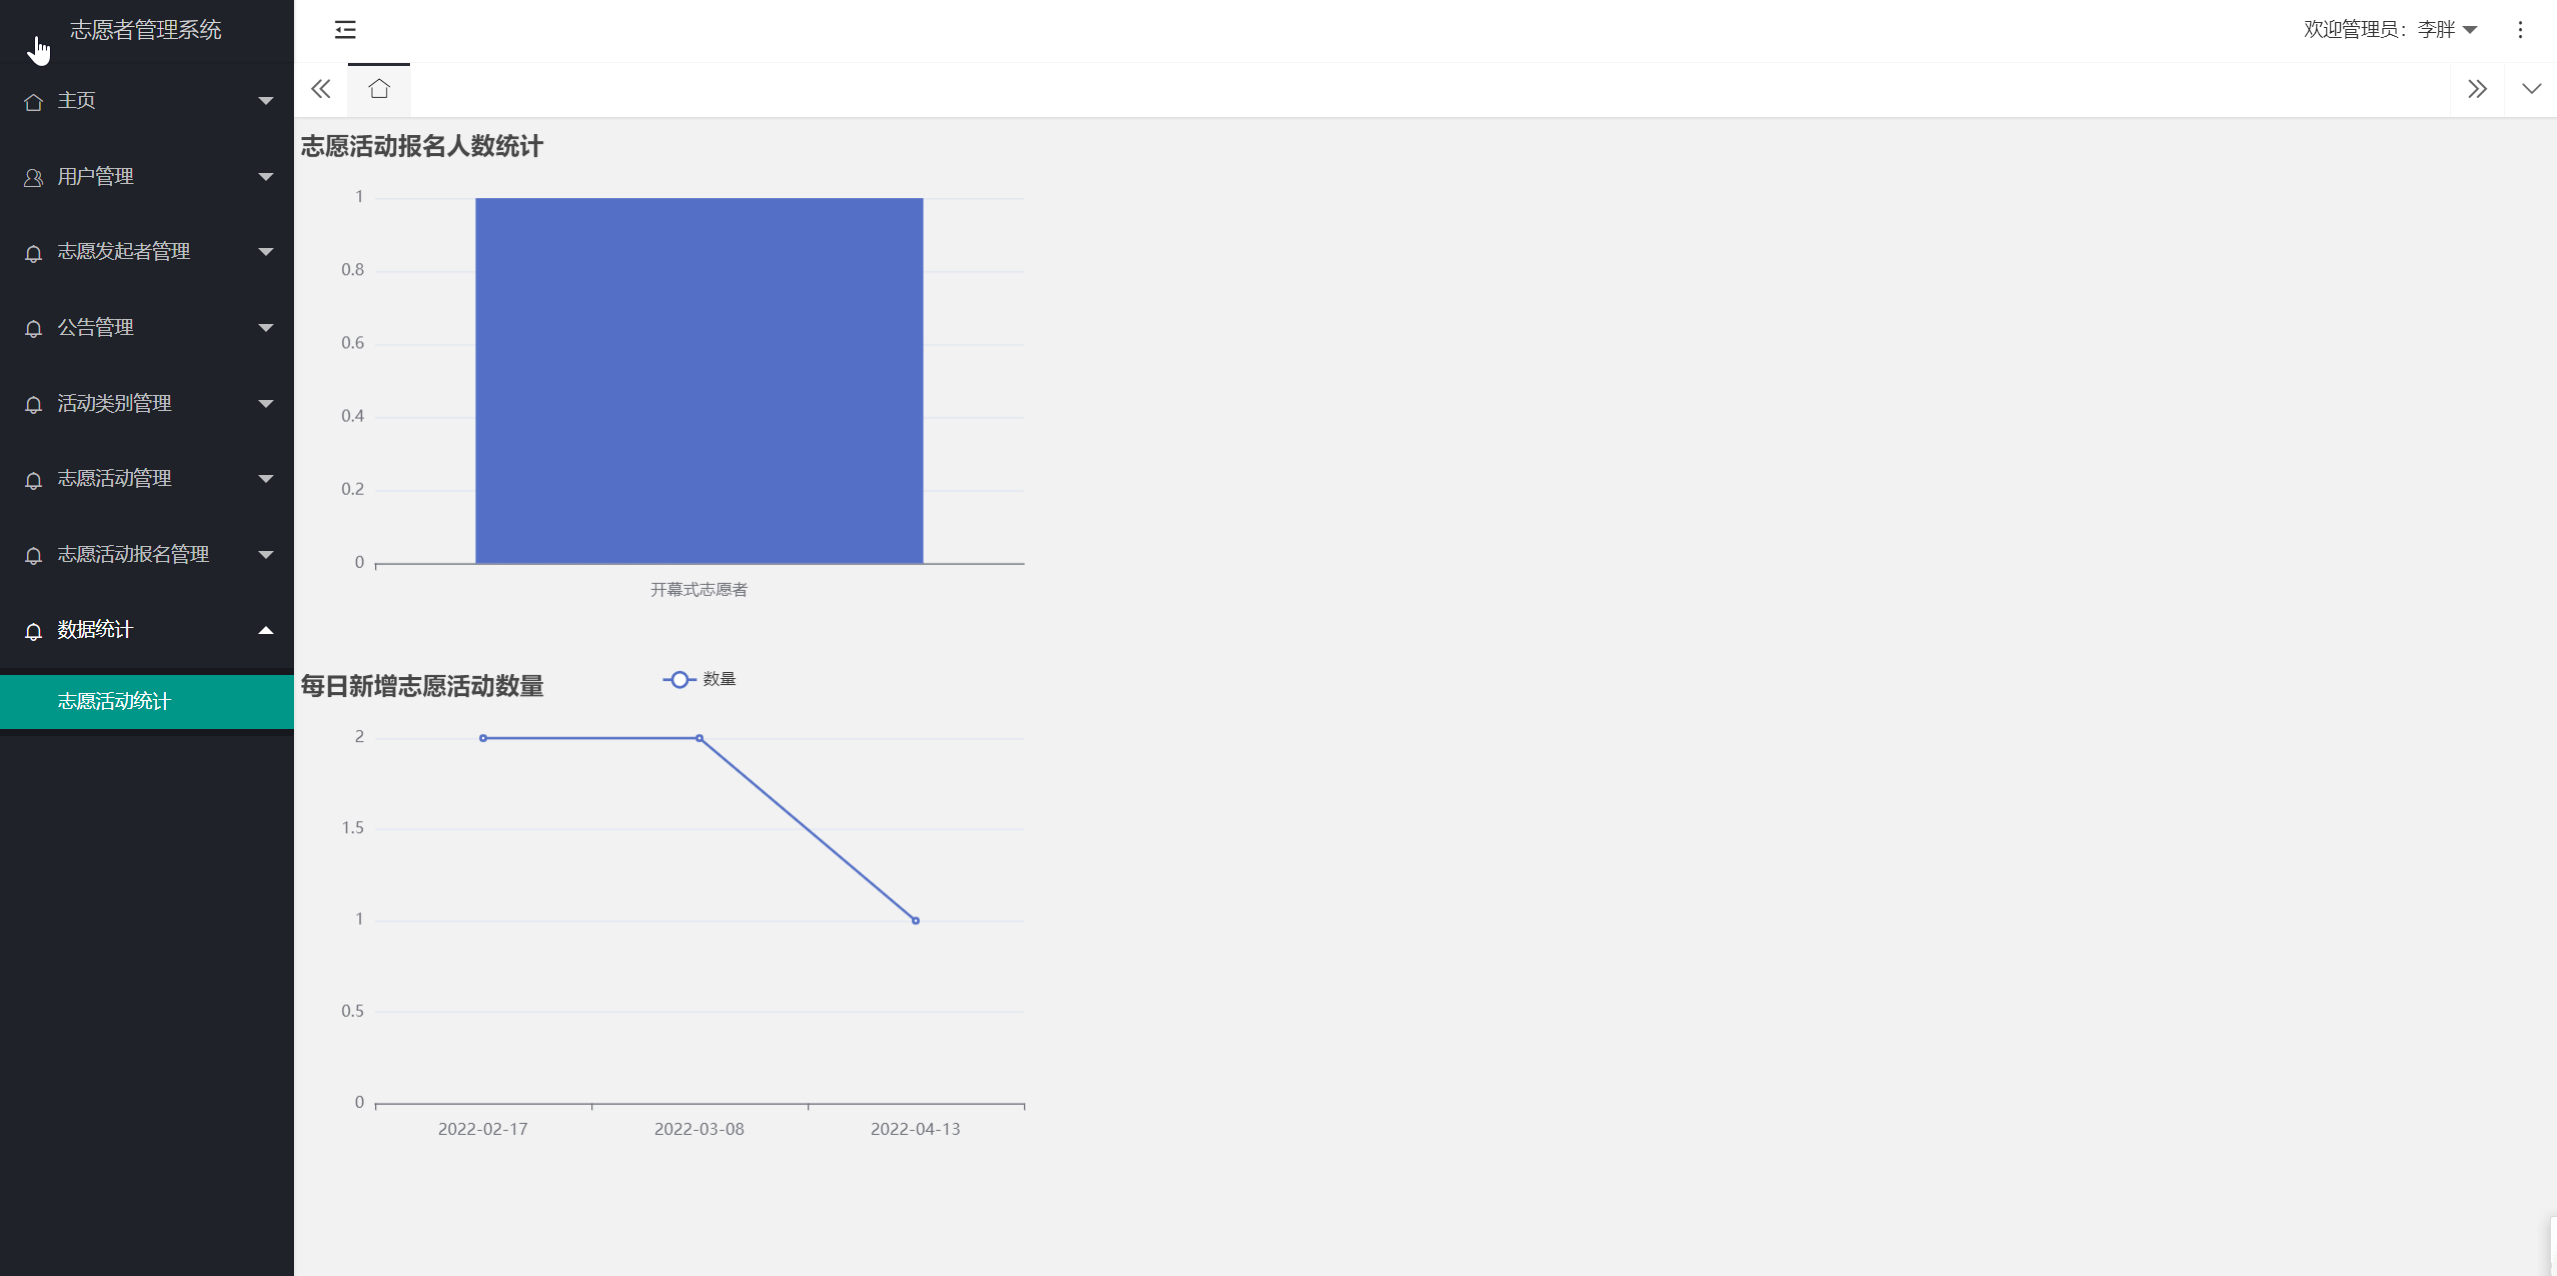 志愿者管理系统
欢迎管理员：李胖
主页
用户管理
志愿发起者管理
公告管理
活动类别管理
志愿活动管理
志愿活动报名管理
数据统计
志愿活动统计
志愿活动报名人数统计
1
0.8
0.6
0.4
0.2
0
开幕式志愿者
每日新增志愿活动数量
数量
2
1.5
1
0.5
0
2022-02-17 2022-03-08 2022-04-13